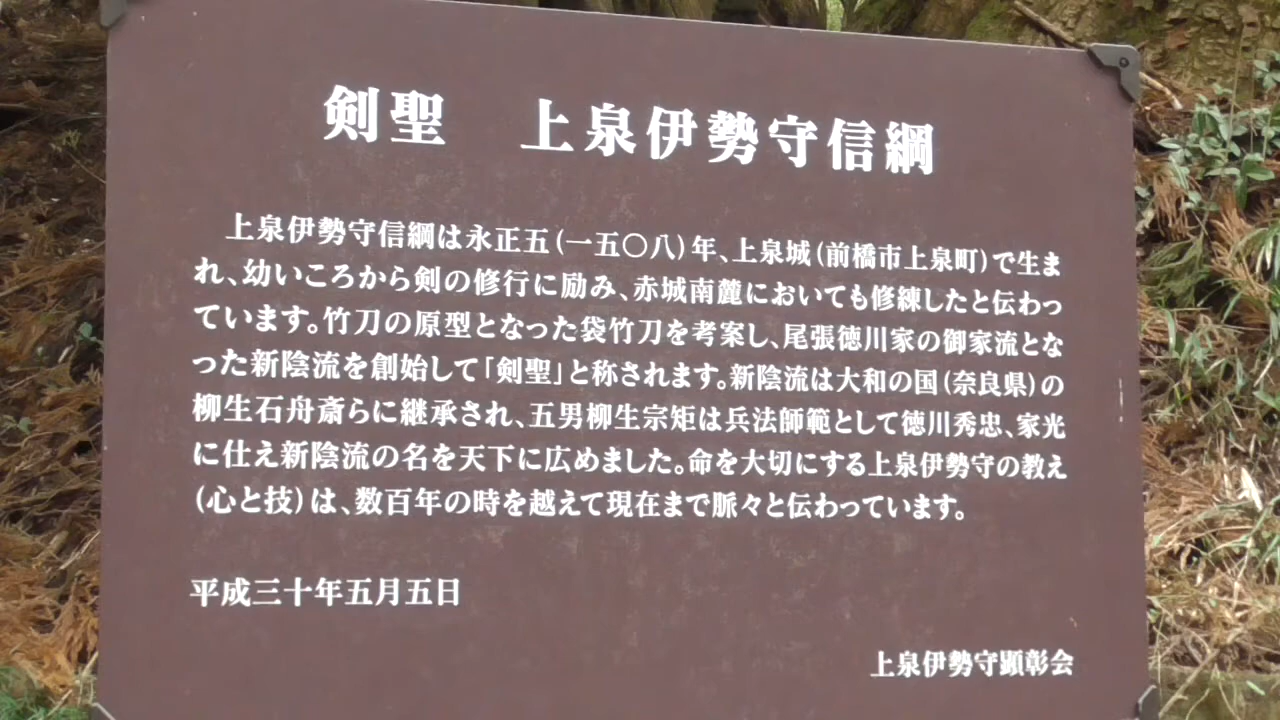 剣聖　上泉伊勢守信綱
上泉伊勢守信綱は永正五(一五〇八)年、上泉城(前橋市上泉町)で生ま
れ、幼いころから剣の修行に励み、赤城南麓においても修練したと伝わっ
ています。竹刀の原型となった袋竹刀を考案し、尾張徳川家の御家流とな
った新陰流を創始して「剣聖」と称されます。新陰流は大和の国(奈良県)の
柳生石舟斎らに継承され、五男柳生宗矩は兵法師範として徳川秀忠、家光
に仕え新陰流の名を天下に広めました。命を大切にする上泉伊勢守の教え
(心と技)は、数百年の時を越えて現在まで脈々と伝わっています。
平成三十年五月五日
上泉伊勢守顕彰会